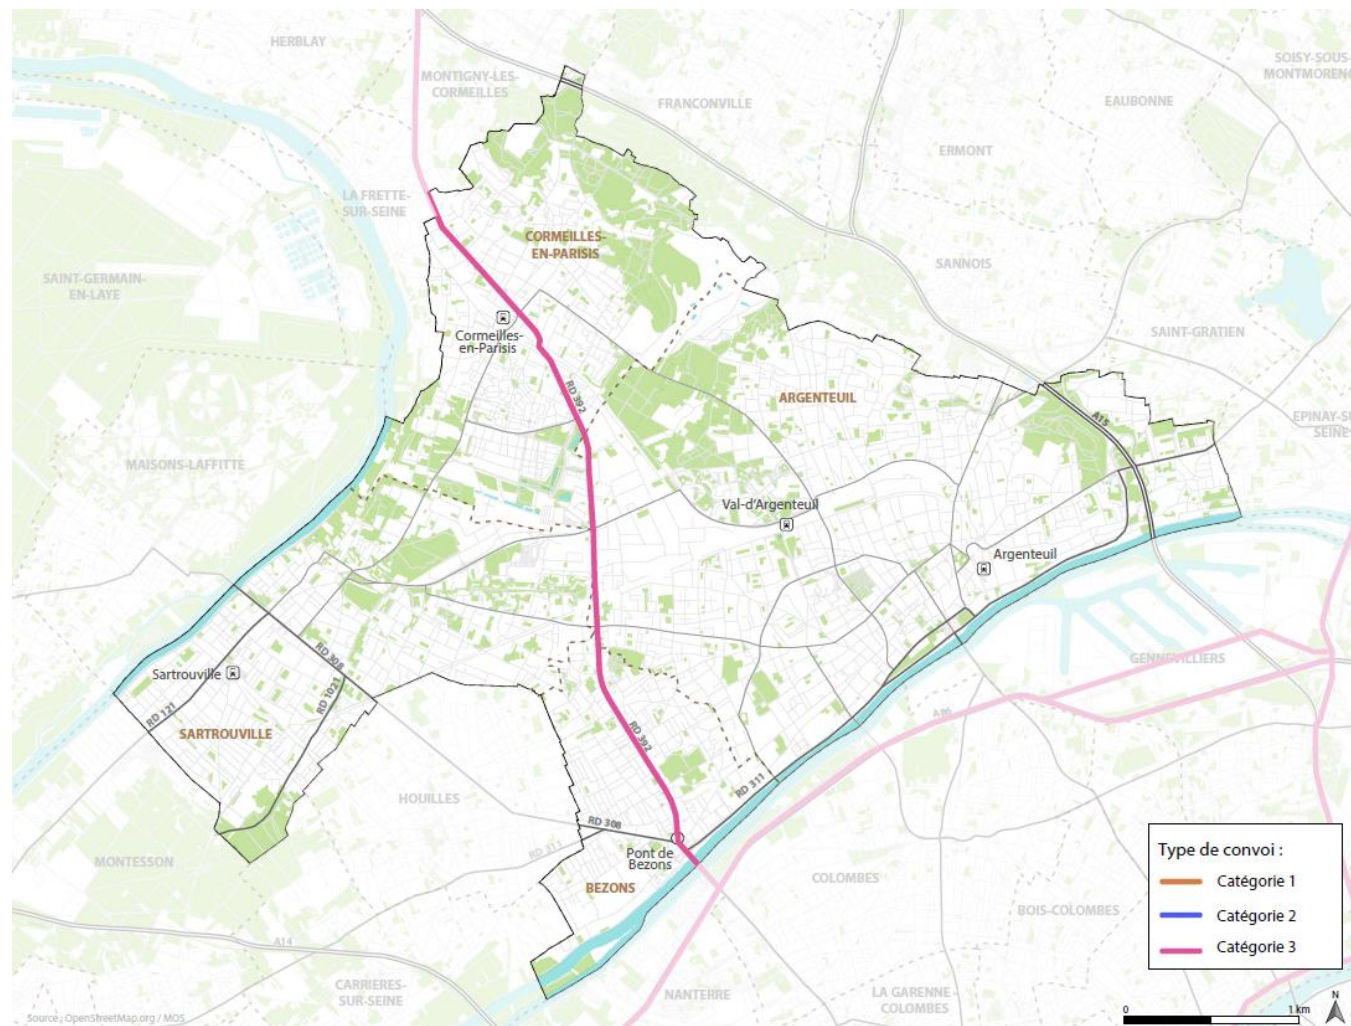 HERBLAY
MONTIGNY-LES-
CORMEILLES
FRANCONVILLE
SOISY-SOUS-
MONTMORENC
EAUBONNE
ERMONT
LA FRETTE-
SUR-SEINE
CORMEILLES-
EN-PARISIS
SANNOIS
SAINT-GERMAIN-
EN-LAYE
SAINT-GRATIEN
Cormeilles-
en-Parisis
RD 392
ARGENTEUIL
A15
EPINAY-SU
SEINE
MAISONS-LAFFITTE
Val-d'Argenteuil
Argenteuil
RD 308
GENNEVILLIERS
Sartrouville
RD 1021
RD 121
A86
SARTROUVILLE
RD 392
RD 311
HOUILLES
RD 308
RD 311
Pont de
Bezons
MONTESSON
BEZONS
COLOMBES
BOIS-COLOMBES
A14
CARRIERES-
SUR-SEINE
NANTERRE
LA GARENNE-
COLOMBES
Type de convoi :
Catégorie 1
Catégorie 2
Catégorie 3
Source : OpenStreetMap.org / MOS
0
1 km
N